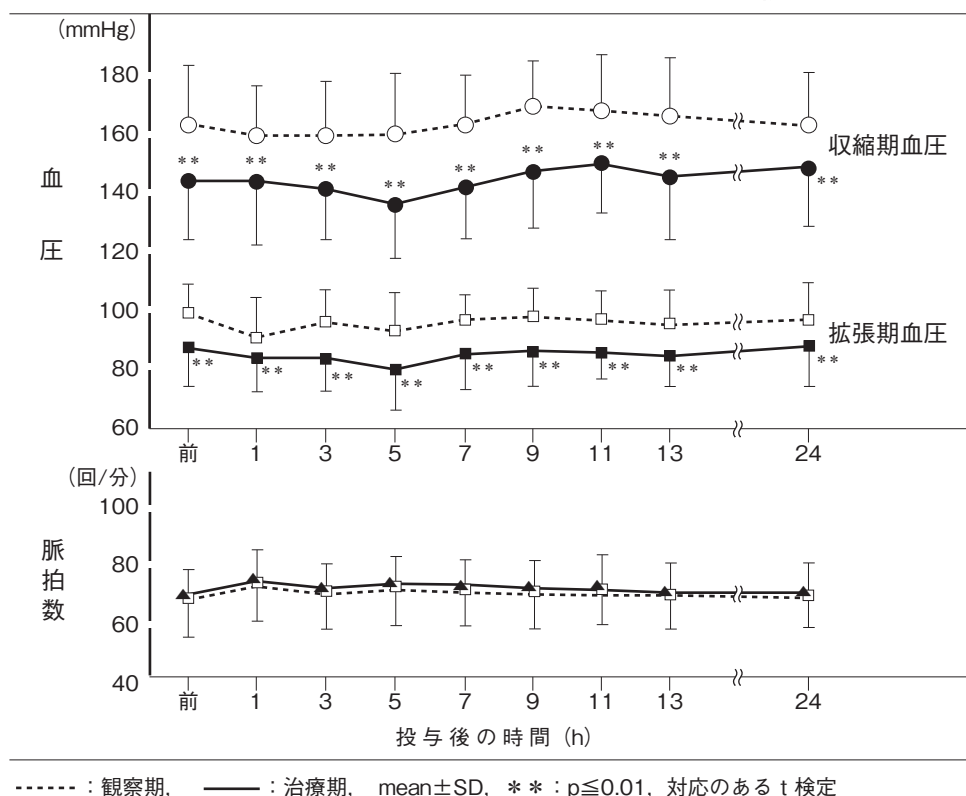 (mmHg)
180
160
140
120
100
80
60
血圧
収縮期血圧
拡張期血圧
** ** ** ** ** ** ** ** **
** ** ** ** ** ** ** ** **
前 1 3 5 7 9 11 13 24
(回/分)
100
80
60
40
脈拍数
前 1 3 5 7 9 11 13 24
投与後の時間 (h)
------ : 観察期, —— : 治療期, mean±SD, ** : p≦0.01, 対応のある t 検定